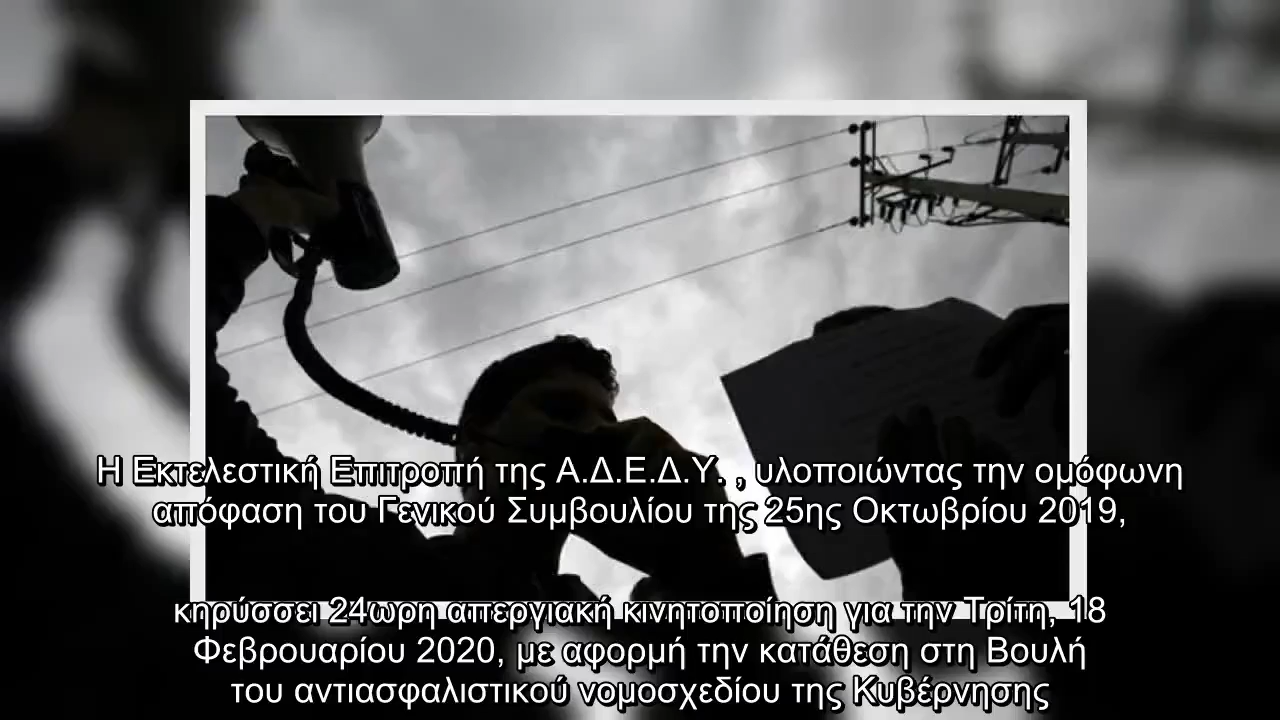 Η Εκτελεστική Επιτροπή της Α.Δ.Ε.Δ.Υ. , υλοποιώντας την ομόφωνη
απόφαση του Γενικού Συμβουλίου της 25ης Οκτωβρίου 2019,
κηρύσσει 24ωρη απεργιακή κινητοποίηση για την Τρίτη, 18
Φεβρουαρίου 2020, με αφορμή την κατάθεση στη Βουλή
του αντιασφαλιστικού νομοσχεδίου της Κυβέρνησης